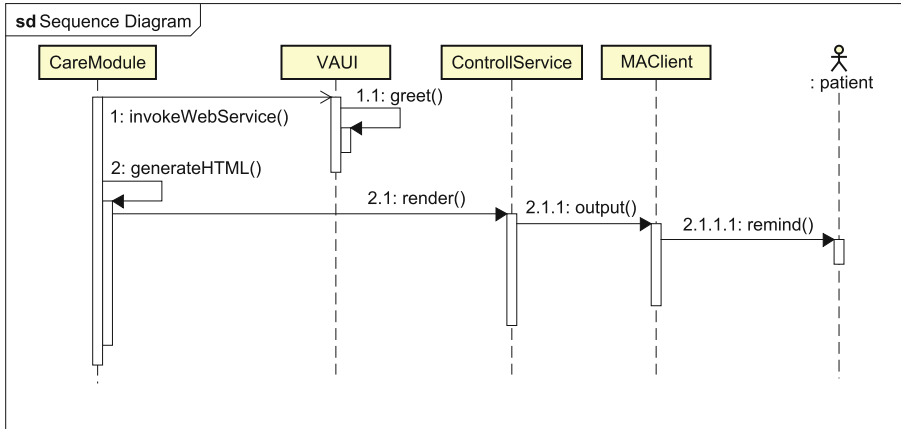 sd Sequence Diagram
CareModule
VAUI
ControllService
MAClient
: patient
1.1: greet()
1: invokeWebService()
2: generateHTML()
2.1: render()
2.1.1: output()
2.1.1.1: remind()